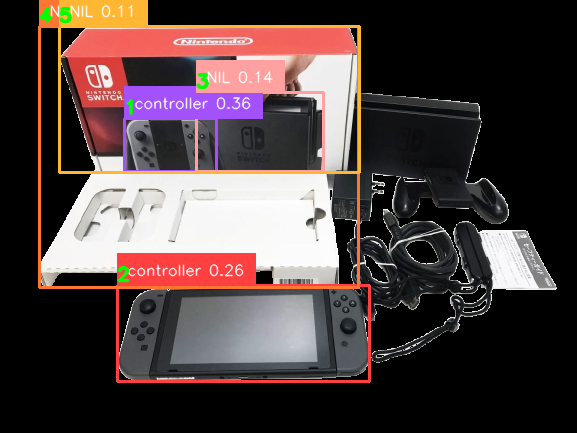 4 N 5 NIL 0.11
Nintendo
3 NIL 0.14
NINTENDO
SWITCH
1 controller 0.36
2 controller 0.26